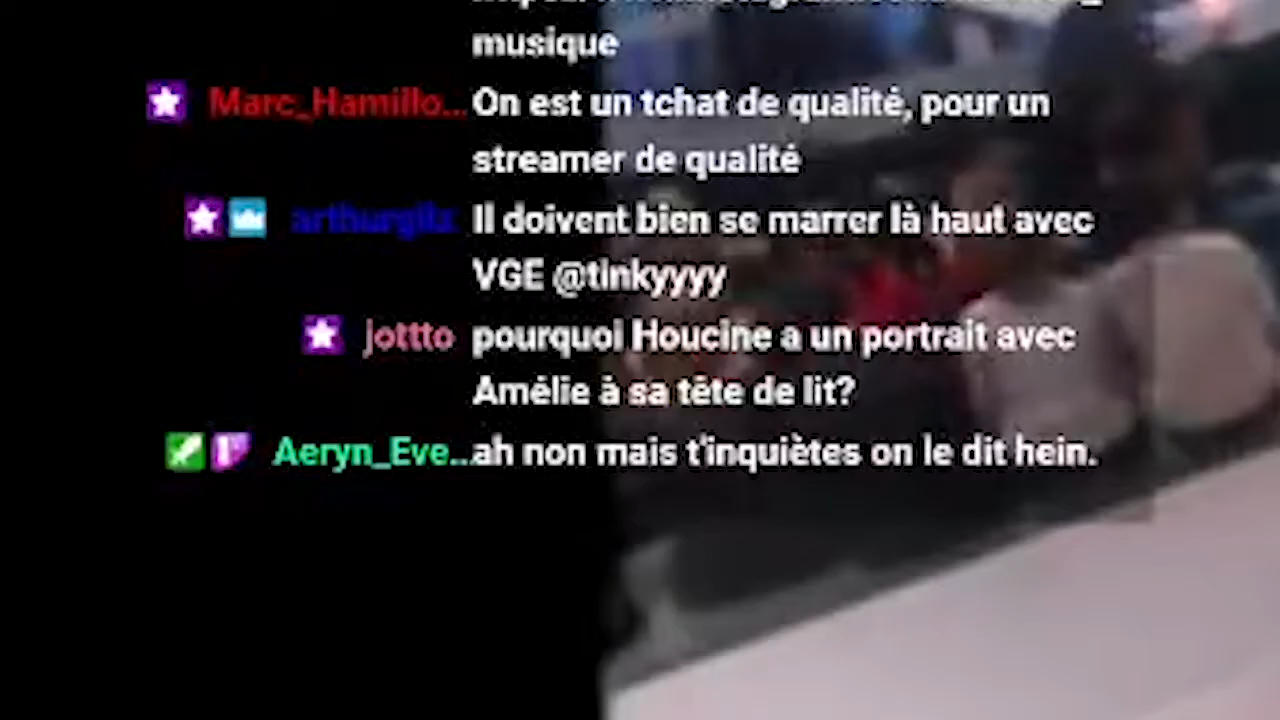 musique
Marc_Hamillo... On est un tchat de qualité, pour un
streamer de qualité
arthurgllz Il doivent bien se marrer là haut avec
VGE @tinkyyyy
jottto pourquoi Houcine a un portrait avec
Amélie à sa tête de lit?
Aeryn_Eve... ah non mais t'inquiètes on le dit hein.